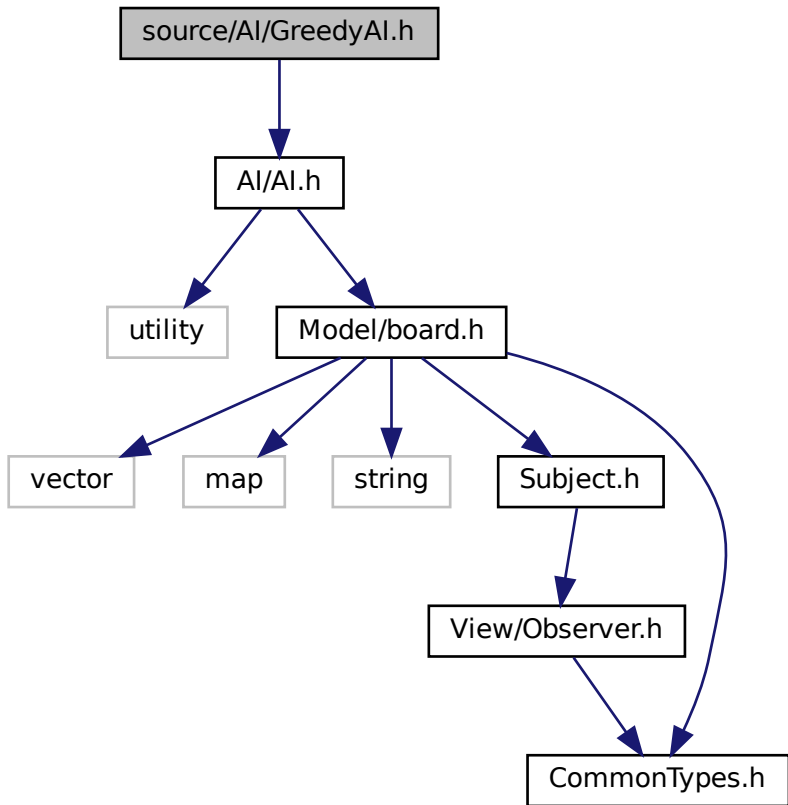 source/AI/GreedyAI.h
AI/AI.h
utility
Model/board.h
vector
map
string
Subject.h
View/Observer.h
CommonTypes.h